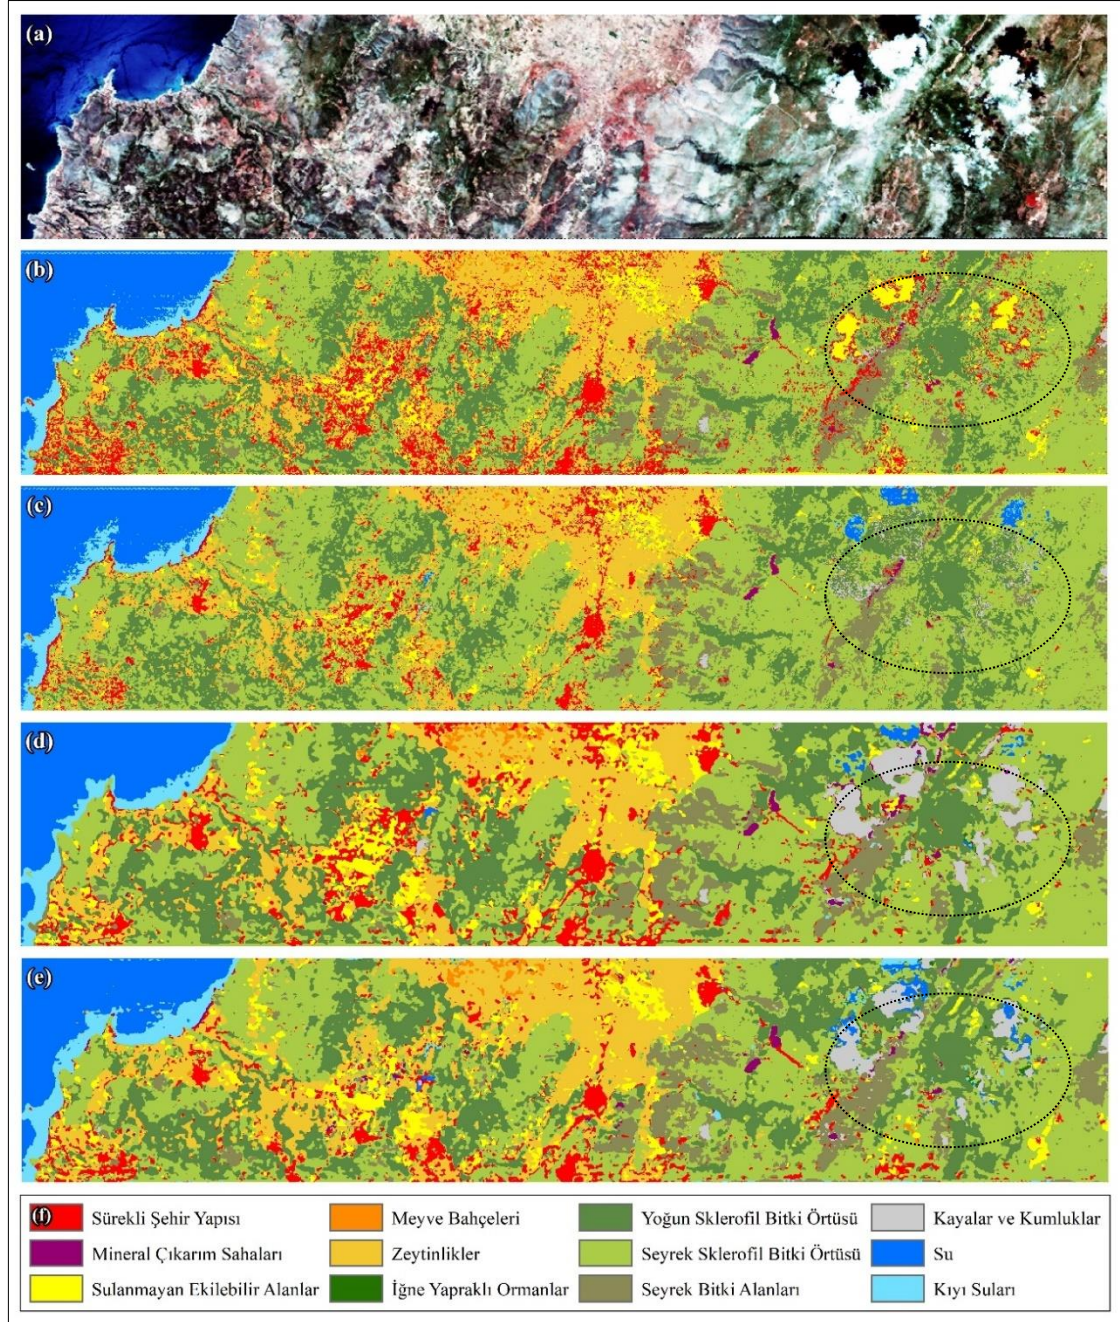 (a)
(b)
(c)
(d)
(e)
(f)
Sürekli Şehir Yapısı
Mineral Çıkarım Sahaları
Sulanmayan Ekilebilir Alanlar
Meyve Bahçeleri
Zeytinlikler
İğne Yapraklı Ormanlar
Yoğun Sklerofil Bitki Örtüsü
Seyrek Sklerofil Bitki Örtüsü
Seyrek Bitki Alanları
Kayalar ve Kumluklar
Su
Kıyı Suları